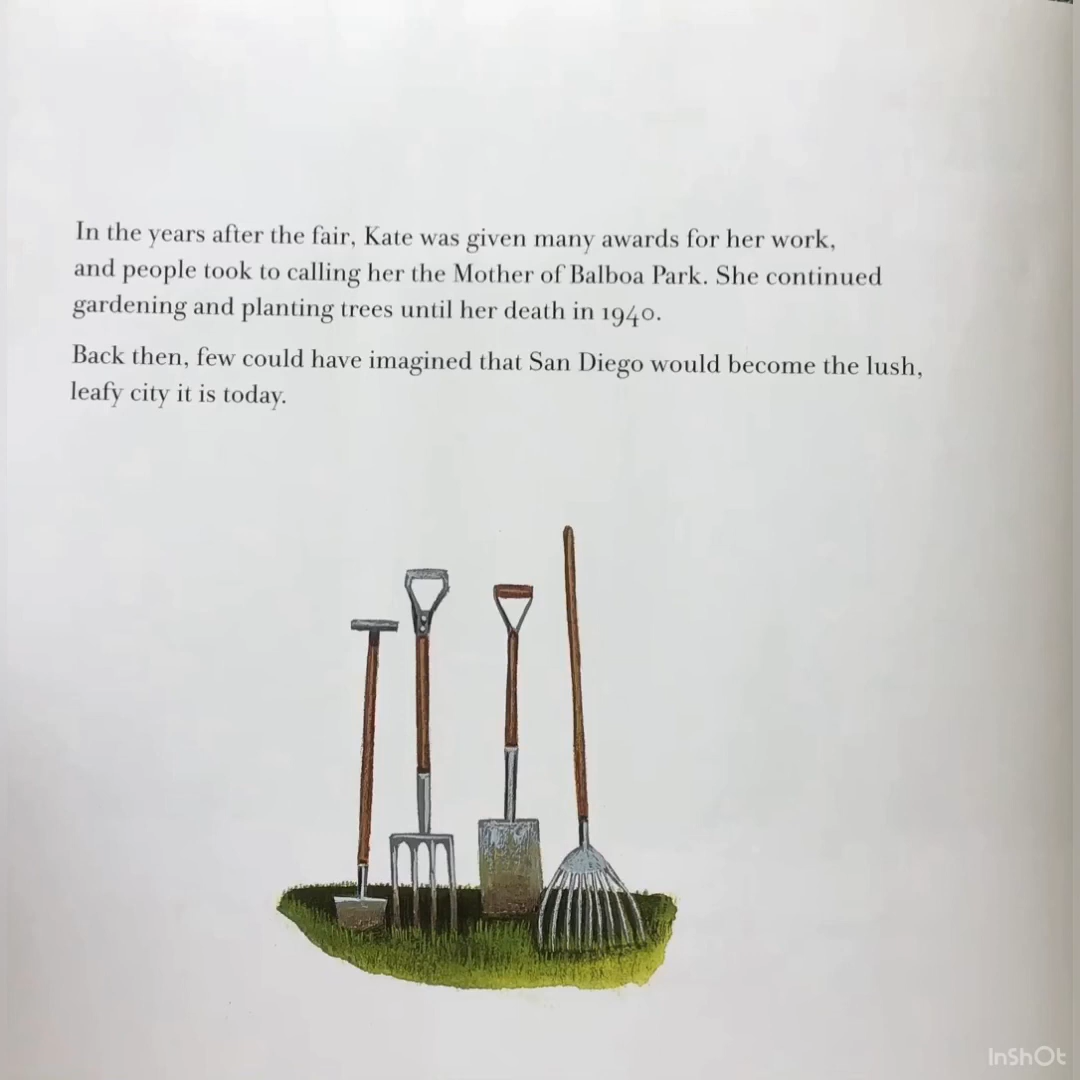 In the years after the fair, Kate was given many awards for her work,
and people took to calling her the Mother of Balboa Park. She continued
gardening and planting trees until her death in 1940.
Back then, few could have imagined that San Diego would become the lush,
leafy city it is today.
InShOt